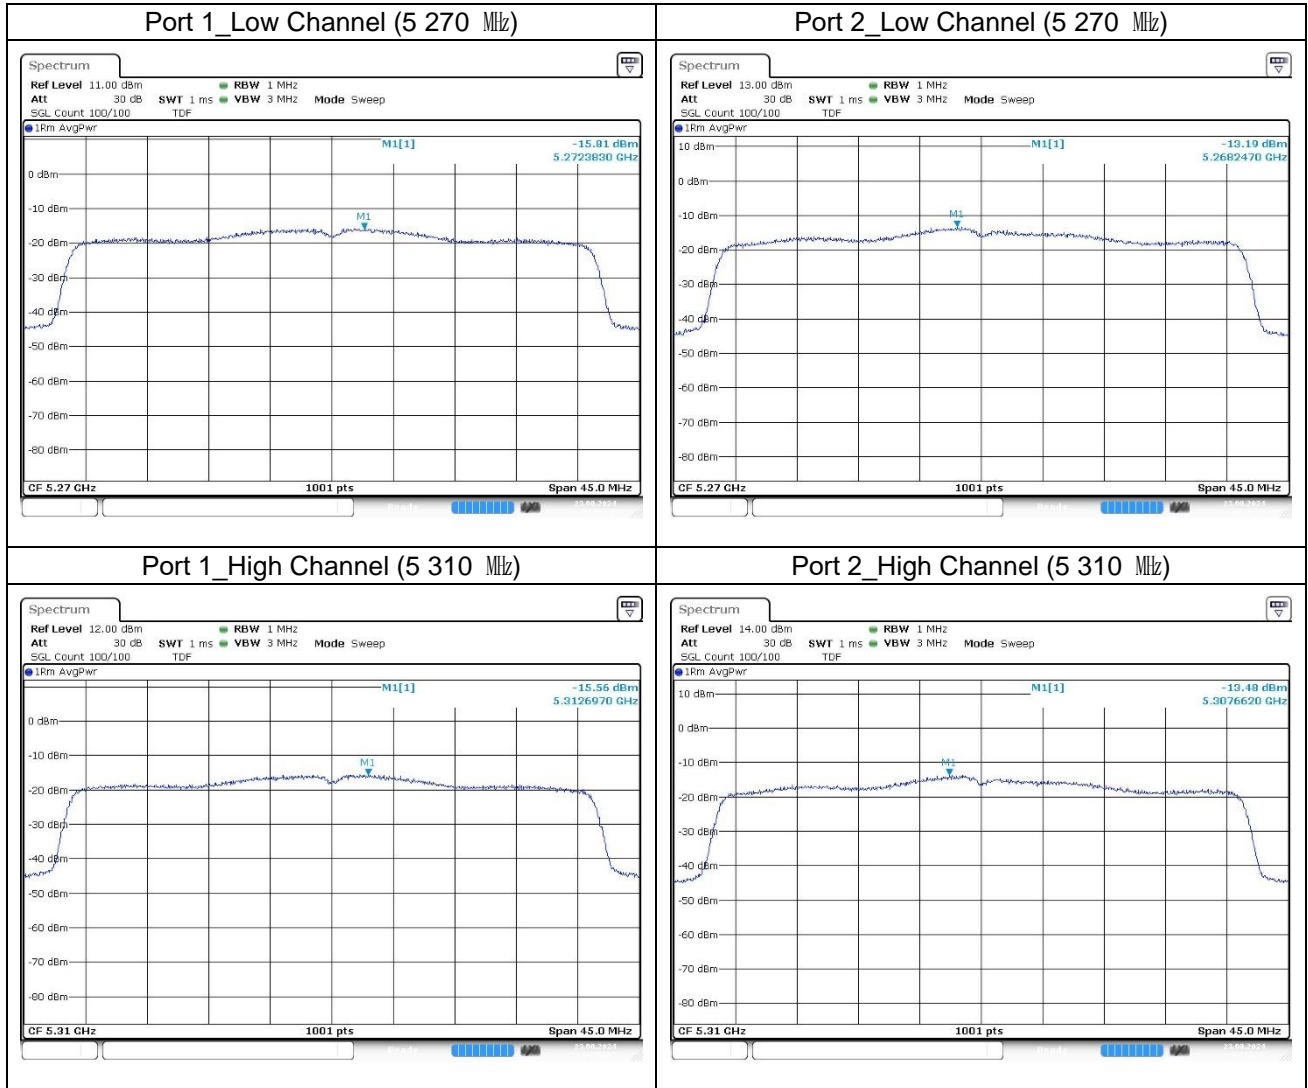 Port 1_Low Channel (5 270 ㎒)
Port 2_Low Channel (5 270 ㎒)
Spectrum
Ref Level 11.00 dBm RBW 1 MHz
Att 30 dB SWT 1 ms VBW 3 MHz Mode Sweep
SGL Count 100/100 TDF
1Rm AvgPwr
M1[1] -15.81 dBm
5.2723830 GHz
0 dBm
-10 dBm
M1
-20 dBm
-30 dBm
-40 dBm
-50 dBm
-60 dBm
-70 dBm
-80 dBm
CF 5.27 GHz 1001 pts Span 45.0 MHz
Spectrum
Ref Level 13.00 dBm RBW 1 MHz
Att 30 dB SWT 1 ms VBW 3 MHz Mode Sweep
SGL Count 100/100 TDF
1Rm AvgPwr
10 dBm M1[1] -13.19 dBm
5.2682470 GHz
0 dBm
-10 dBm
M1
-20 dBm
-30 dBm
-40 dBm
-50 dBm
-60 dBm
-70 dBm
-80 dBm
CF 5.27 GHz 1001 pts Span 45.0 MHz
Port 1_High Channel (5 310 ㎒)
Port 2_High Channel (5 310 ㎒)
Spectrum
Ref Level 12.00 dBm RBW 1 MHz
Att 30 dB SWT 1 ms VBW 3 MHz Mode Sweep
SGL Count 100/100 TDF
1Rm AvgPwr
M1[1] -15.56 dBm
5.3126970 GHz
0 dBm
-10 dBm
M1
-20 dBm
-30 dBm
-40 dBm
-50 dBm
-60 dBm
-70 dBm
-80 dBm
CF 5.31 GHz 1001 pts Span 45.0 MHz
Spectrum
Ref Level 14.00 dBm RBW 1 MHz
Att 30 dB SWT 1 ms VBW 3 MHz Mode Sweep
SGL Count 100/100 TDF
1Rm AvgPwr
10 dBm M1[1] -13.48 dBm
5.3076620 GHz
0 dBm
-10 dBm
M1
-20 dBm
-30 dBm
-40 dBm
-50 dBm
-60 dBm
-70 dBm
-80 dBm
CF 5.31 GHz 1001 pts Span 45.0 MHz